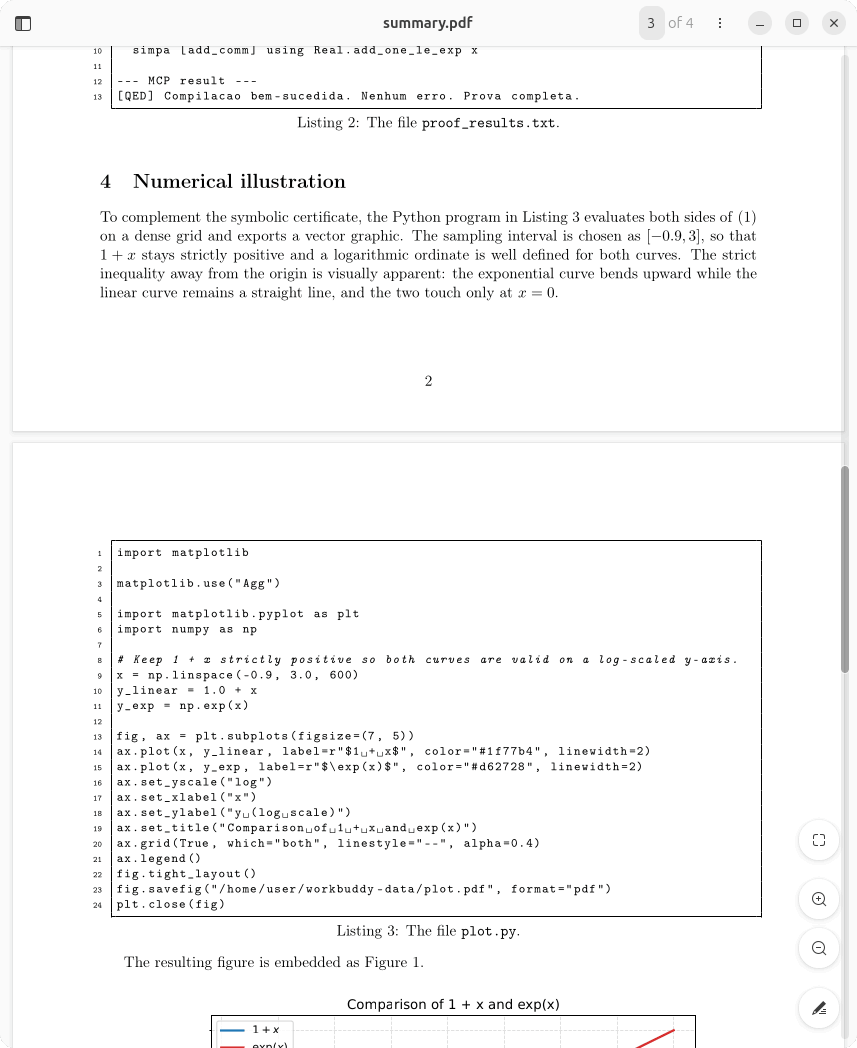 summary.pdf
3 of 4
10 simpa [add_comm] using Real.add_one_le_exp x
11
12 --- MCP result ---
13 [QED] Compilacao bem-sucedida. Nenhum erro. Prova completa.
Listing 2: The file proof_results.txt.
4 Numerical illustration
To complement the symbolic certificate, the Python program in Listing 3 evaluates both sides of (1)
on a dense grid and exports a vector graphic. The sampling interval is chosen as [−0.9, 3], so that
1 + x stays strictly positive and a logarithmic ordinate is well defined for both curves. The strict
inequality away from the origin is visually apparent: the exponential curve bends upward while the
linear curve remains a straight line, and the two touch only at x = 0.
2
1 import matplotlib
2
3 matplotlib.use("Agg")
4
5 import matplotlib.pyplot as plt
6 import numpy as np
7
8 # Keep 1 + x strictly positive so both curves are valid on a log-scaled y-axis.
9 x = np.linspace(-0.9, 3.0, 600)
10 y_linear = 1.0 + x
11 y_exp = np.exp(x)
12
13 fig, ax = plt.subplots(figsize=(7, 5))
14 ax.plot(x, y_linear, label=r"$1␣+␣x$", color="#1f77b4", linewidth=2)
15 ax.plot(x, y_exp, label=r"$\exp(x)$", color="#d62728", linewidth=2)
16 ax.set_yscale("log")
17 ax.set_xlabel("x")
18 ax.set_ylabel("y␣(log␣scale)")
19 ax.set_title("Comparison␣of␣1␣+␣x␣and␣exp(x)")
20 ax.grid(True, which="both", linestyle="--", alpha=0.4)
21 ax.legend()
22 fig.tight_layout()
23 fig.savefig("/home/user/workbuddy-data/plot.pdf", format="pdf")
24 plt.close(fig)
Listing 3: The file plot.py.
The resulting figure is embedded as Figure 1.
Comparison of 1 + x and exp(x)
1 + x
exp(x)